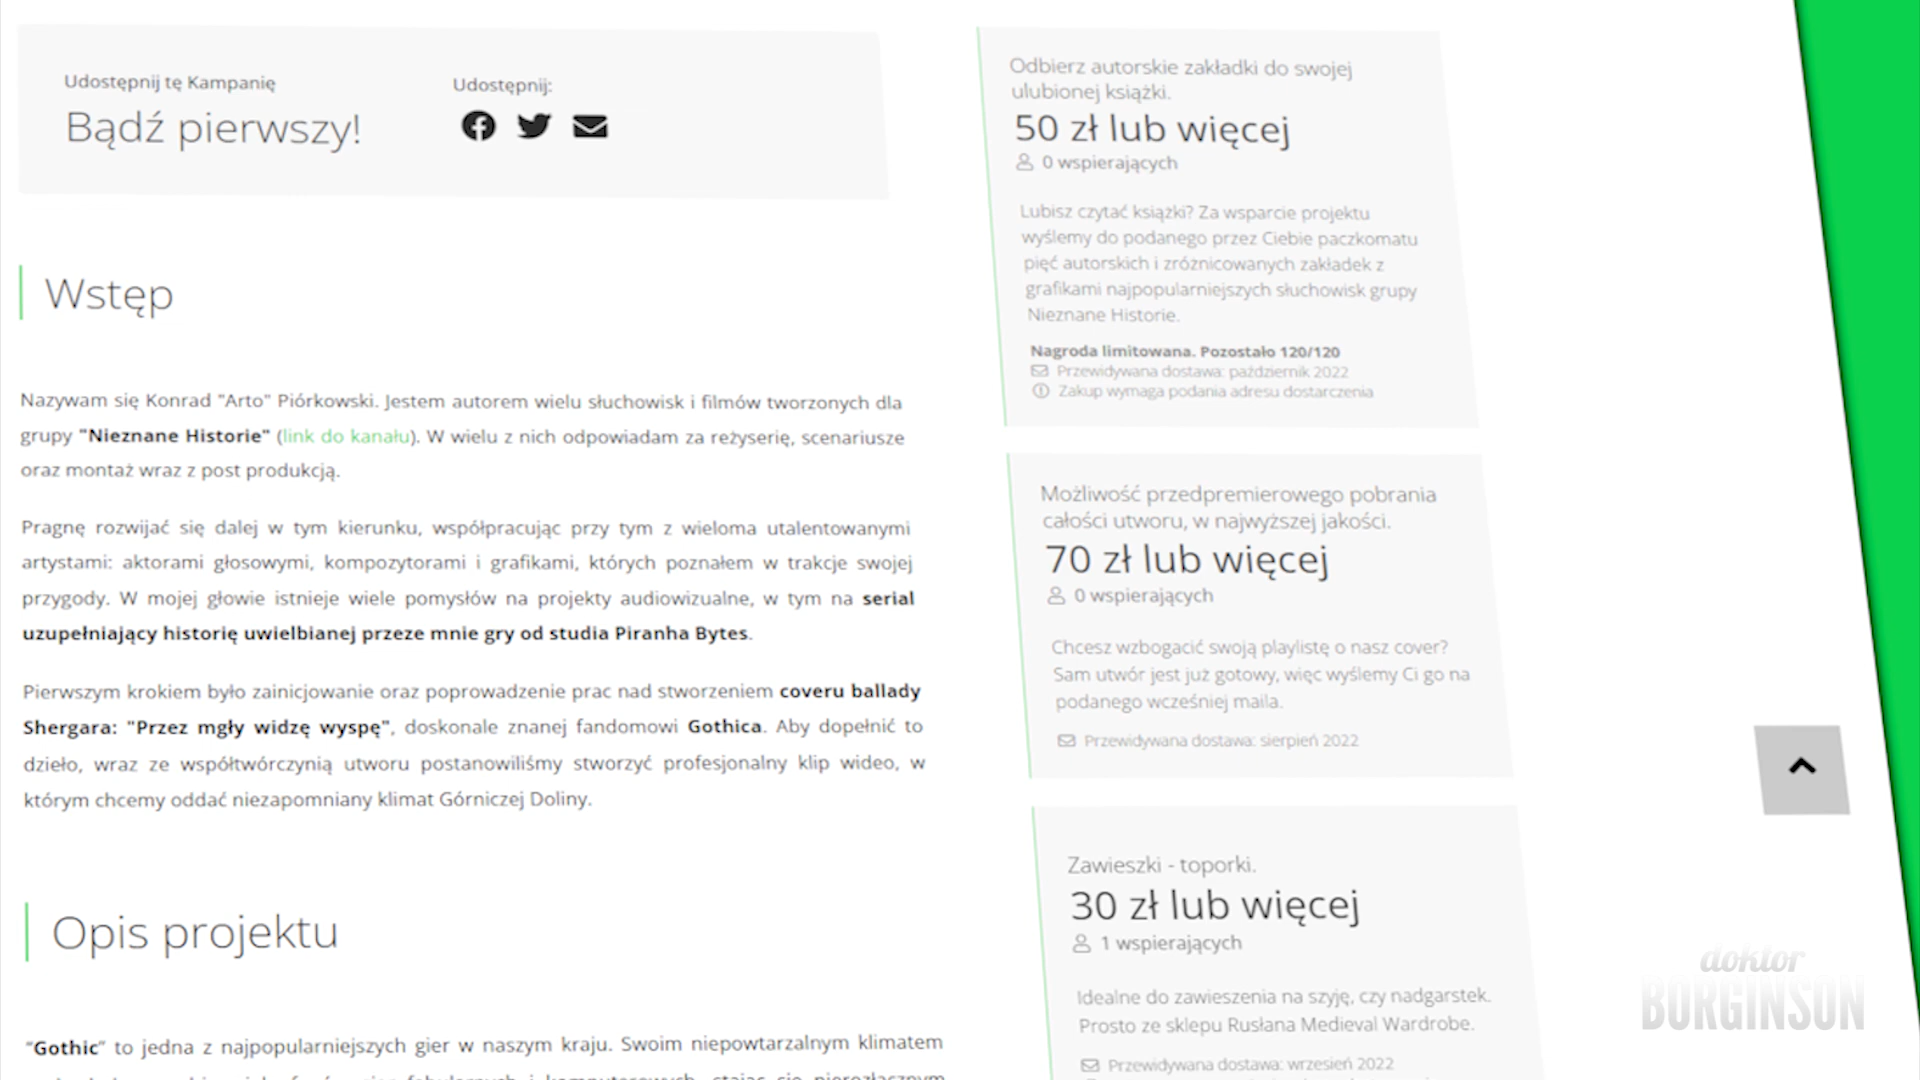 Udostępnij tę Kampanię
Bądź pierwszy!
Udostępnij:
Wstęp
Nazywam się Konrad "Arto" Piórkowski. Jestem autorem wielu słuchowisk i filmów tworzonych dla
grupy "Nieznane Historie" (link do kanału). W wielu z nich odpowiadam za reżyserię, scenariusze
oraz montaż wraz z post produkcją.
Pragnę rozwijać się dalej w tym kierunku, współpracując przy tym z wieloma utalentowanymi
artystami: aktorami głosowymi, kompozytorami i grafikami, których poznałem w trakcje swojej
przygody. W mojej głowie istnieje wiele pomysłów na projekty audiowizualne, w tym na serial
uzupełniający historię uwielbianej przeze mnie gry od studia Piranha Bytes.
Pierwszym krokiem było zainicjowanie oraz poprowadzenie prac nad stworzeniem coveru ballady
Shergara: "Przez mgły widzę wyspę", doskonale znanej fandomowi Gothica. Aby dopełnić to
dzieło, wraz ze współtwórczynią utworu postanowiliśmy stworzyć profesjonalny klip wideo, w
którym chcemy oddać niezapomniany klimat Górniczej Doliny.
Opis projektu
"Gothic" to jedna z najpopularniejszych gier w naszym kraju. Swoim niepowtarzalnym klimatem
Odbierz autorskie zakładki do swojej
ulubionej książki.
50 zł lub więcej
0 wspierających
Lubisz czytać książki? Za wsparcie projektu
wyślemy do podanego przez Ciebie paczkomatu
pięć autorskich i zróżnicowanych zakładek z
grafikami najpopularniejszych słuchowisk grupy
Nieznane Historie.
Nagroda limitowana. Pozostało 120/120
Przewidywana dostawa: październik 2022
Zakup wymaga podania adresu dostarczenia
Możliwość przedpremierowego pobrania
całości utworu, w najwyższej jakości.
70 zł lub więcej
0 wspierających
Chcesz wzbogacić swoją playlistę o nasz cover?
Sam utwór jest już gotowy, więc wyślemy Ci go na
podanego wcześniej maila.
Przewidywana dostawa: sierpień 2022
Zawieszki - toporki.
30 zł lub więcej
1 wspierających
Idealne do zawieszenia na szyję, czy nadgarstek.
Prosto ze sklepu Rusłana Medieval Wardrobe.
Przewidywana dostawa: wrzesień 2022
doktor
BORGINSON